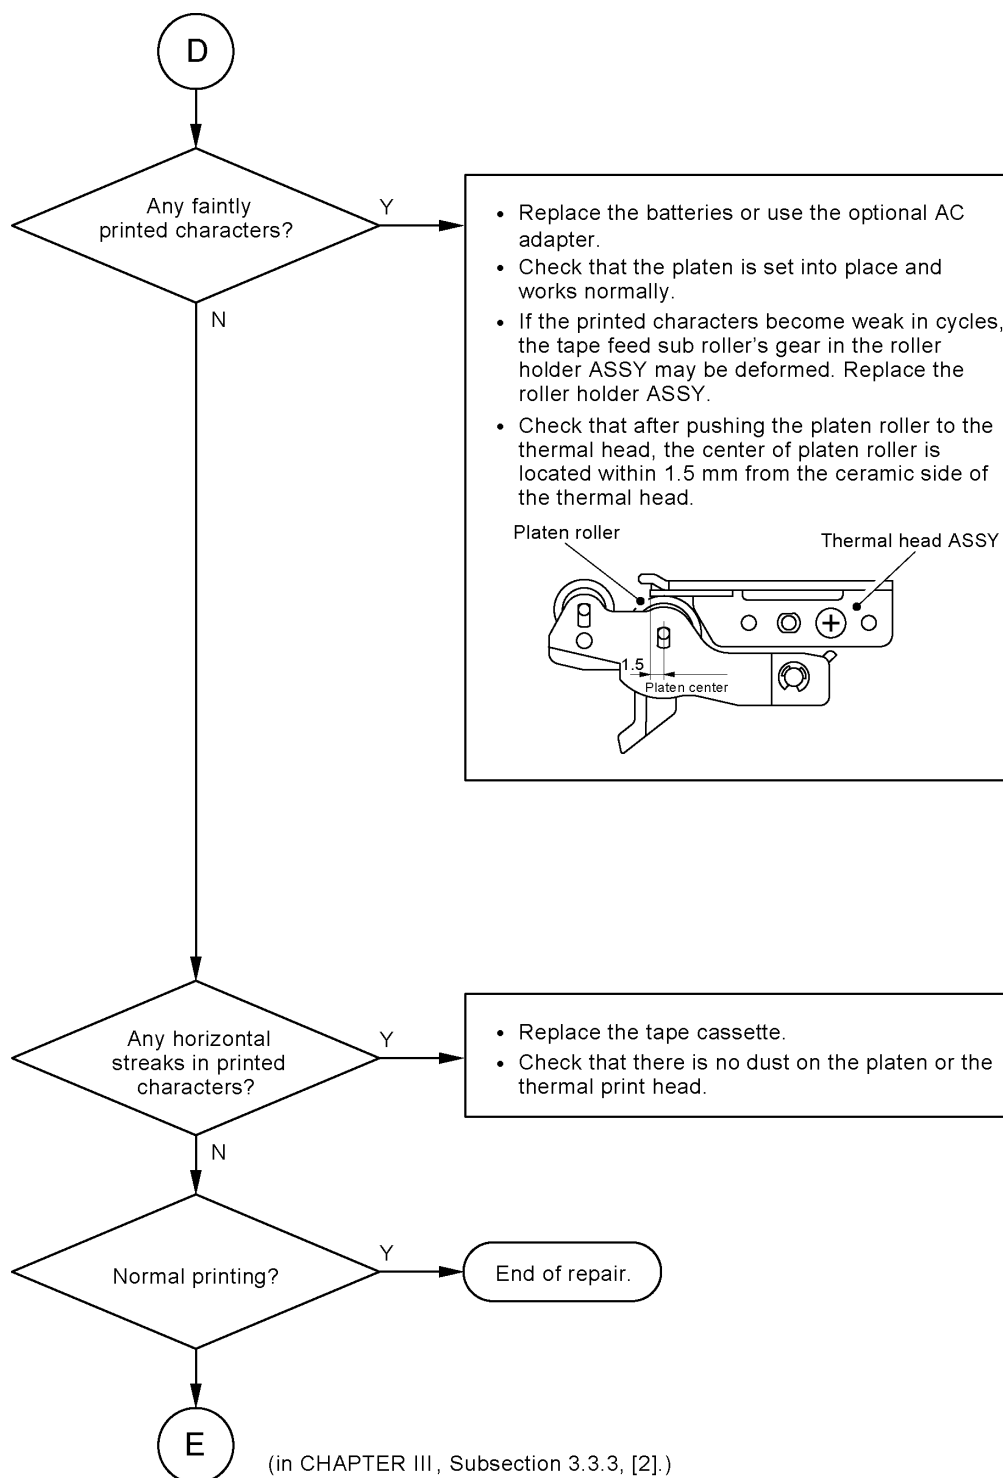 D
Any faintly
printed characters?
Y
N
• Replace the batteries or use the optional AC
adapter.
• Check that the platen is set into place and
works normally.
• If the printed characters become weak in cycles,
the tape feed sub roller's gear in the roller
holder ASSY may be deformed. Replace the
roller holder ASSY.
• Check that after pushing the platen roller to the
thermal head, the center of platen roller is
located within 1.5 mm from the ceramic side of
the thermal head.
Platen roller
Thermal head ASSY
1.5
Platen center
Any horizontal
streaks in printed
characters?
Y
N
• Replace the tape cassette.
• Check that there is no dust on the platen or the
thermal print head.
Normal printing?
Y
End of repair.
E
(in CHAPTER III, Subsection 3.3.3, [2].)